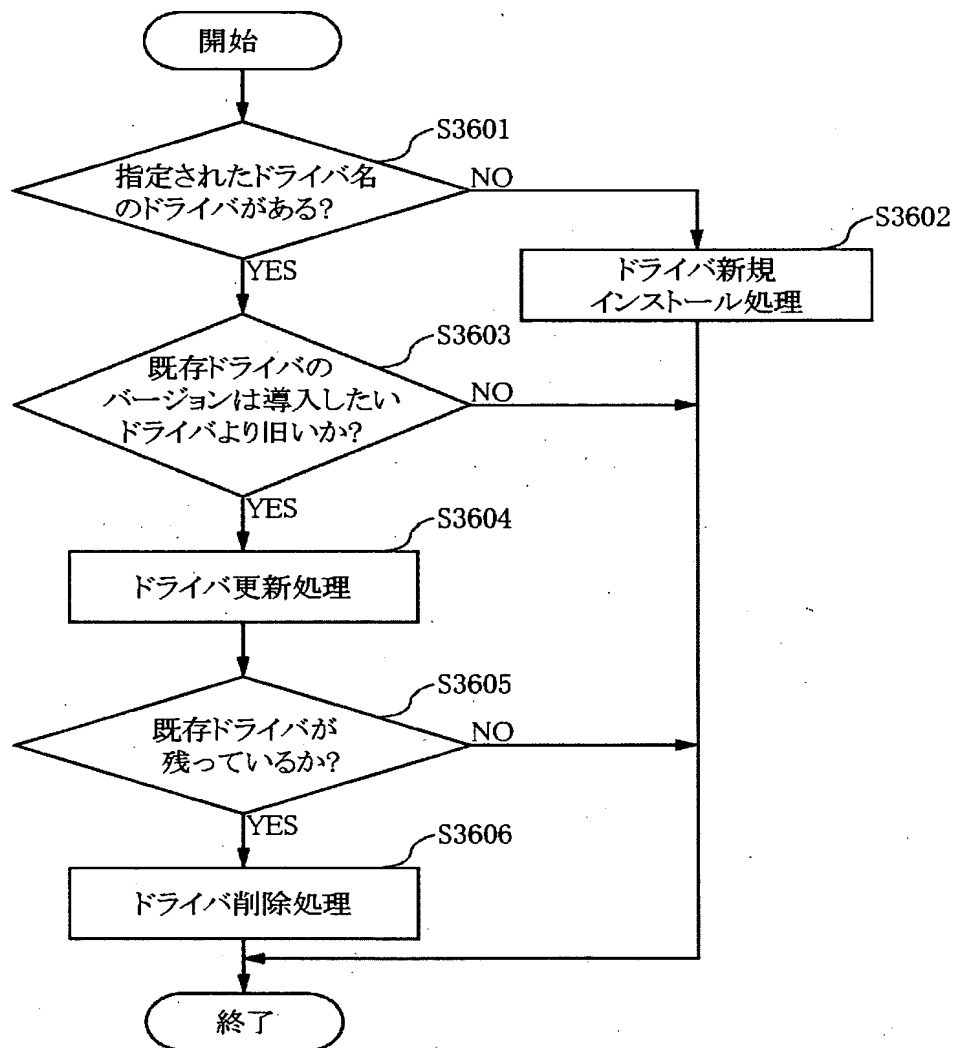 開始
S3601
指定されたドライバ名
のドライバがある?
NO
YES
S3602
ドライバ新規
インストール処理
S3603
既存ドライバの
バージョンは導入したい
ドライバより旧いか?
NO
YES
S3604
ドライバ更新処理
S3605
既存ドライバが
残っているか?
NO
YES
S3606
ドライバ削除処理
終了